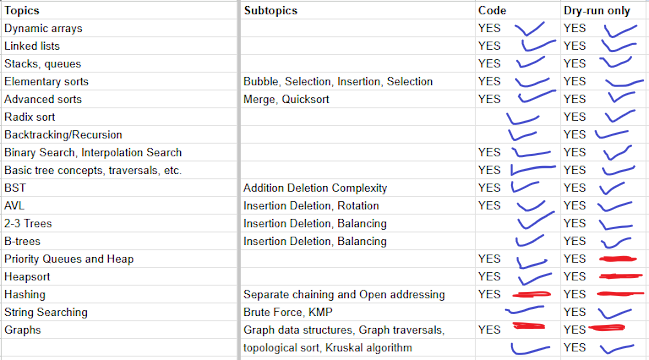 Topics Subtopics Code Dry-run only
Dynamic arrays YES YES
Linked lists YES YES
Stacks, queues YES YES
Elementary sorts Bubble, Selection, Insertion, Selection YES YES
Advanced sorts Merge, Quicksort YES YES
Radix sort YES
Backtracking/Recursion YES
Binary Search, Interpolation Search YES YES
Basic tree concepts, traversals, etc. YES YES
BST Addition Deletion Complexity YES YES
AVL Insertion Deletion, Rotation YES YES
2-3 Trees Insertion Deletion, Balancing YES
B-trees Insertion Deletion, Balancing YES
Priority Queues and Heap YES YES
Heapsort YES
Hashing Separate chaining and Open addressing YES YES
String Searching Brute Force, KMP YES
Graphs Graph data structures, Graph traversals, YES YES
topological sort, Kruskal algorithm YES